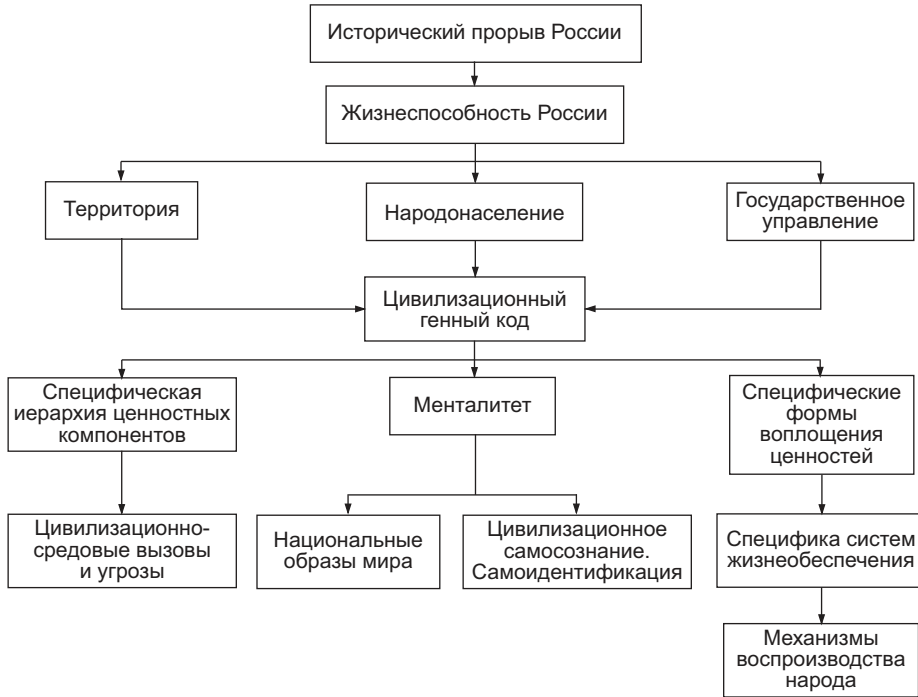 Исторический прорыв России
Жизнеспособность России
Территория
Народонаселение
Государственное
управление
Цивилизационный
генный код
Специфическая
иерархия ценностных
компонентов
Менталитет
Специфические
формы
воплощения
ценностей
Цивилизационно-
средовые вызовы
и угрозы
Национальные
образы мира
Цивилизационное
самосознание.
Самоидентификация
Специфика систем
жизнеобеспечения
Механизмы
воспроизводства
народа